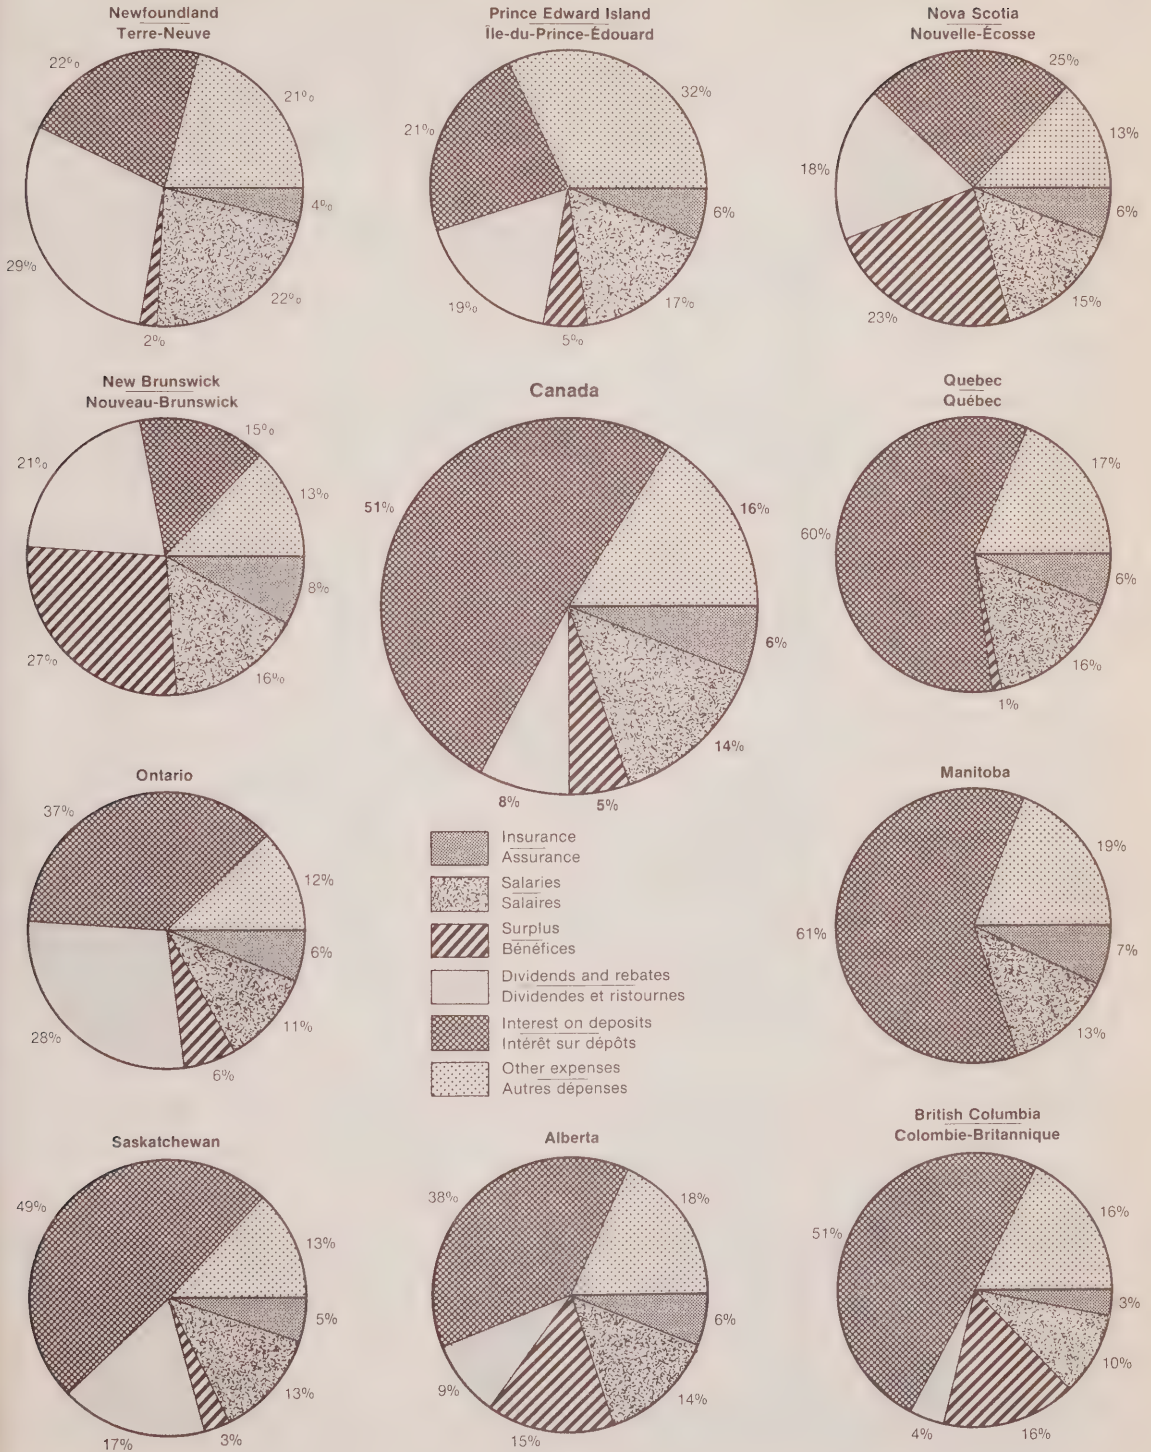 Newfoundland
Terre-Neuve
22%
21%
4%
22%
2%
29%
Prince Edward Island
Île-du-Prince-Édouard
32%
21%
6%
17%
5%
19%
Nova Scotia
Nouvelle-Écosse
25%
13%
6%
15%
23%
18%
New Brunswick
Nouveau-Brunswick
15%
13%
8%
16%
27%
21%
Canada
51%
16%
6%
14%
5%
8%
Quebec
Québec
17%
60%
6%
16%
1%
Ontario
37%
12%
6%
11%
6%
28%
Insurance
Assurance
Salaries
Salaires
Surplus
Bénéfices
Dividends and rebates
Dividendes et ristournes
Interest on deposits
Intérêt sur dépôts
Other expenses
Autres dépenses
Manitoba
19%
61%
7%
13%
Saskatchewan
49%
13%
5%
13%
3%
17%
Alberta
38%
18%
6%
14%
15%
9%
British Columbia
Colombie-Britannique
16%
51%
3%
10%
16%
4%